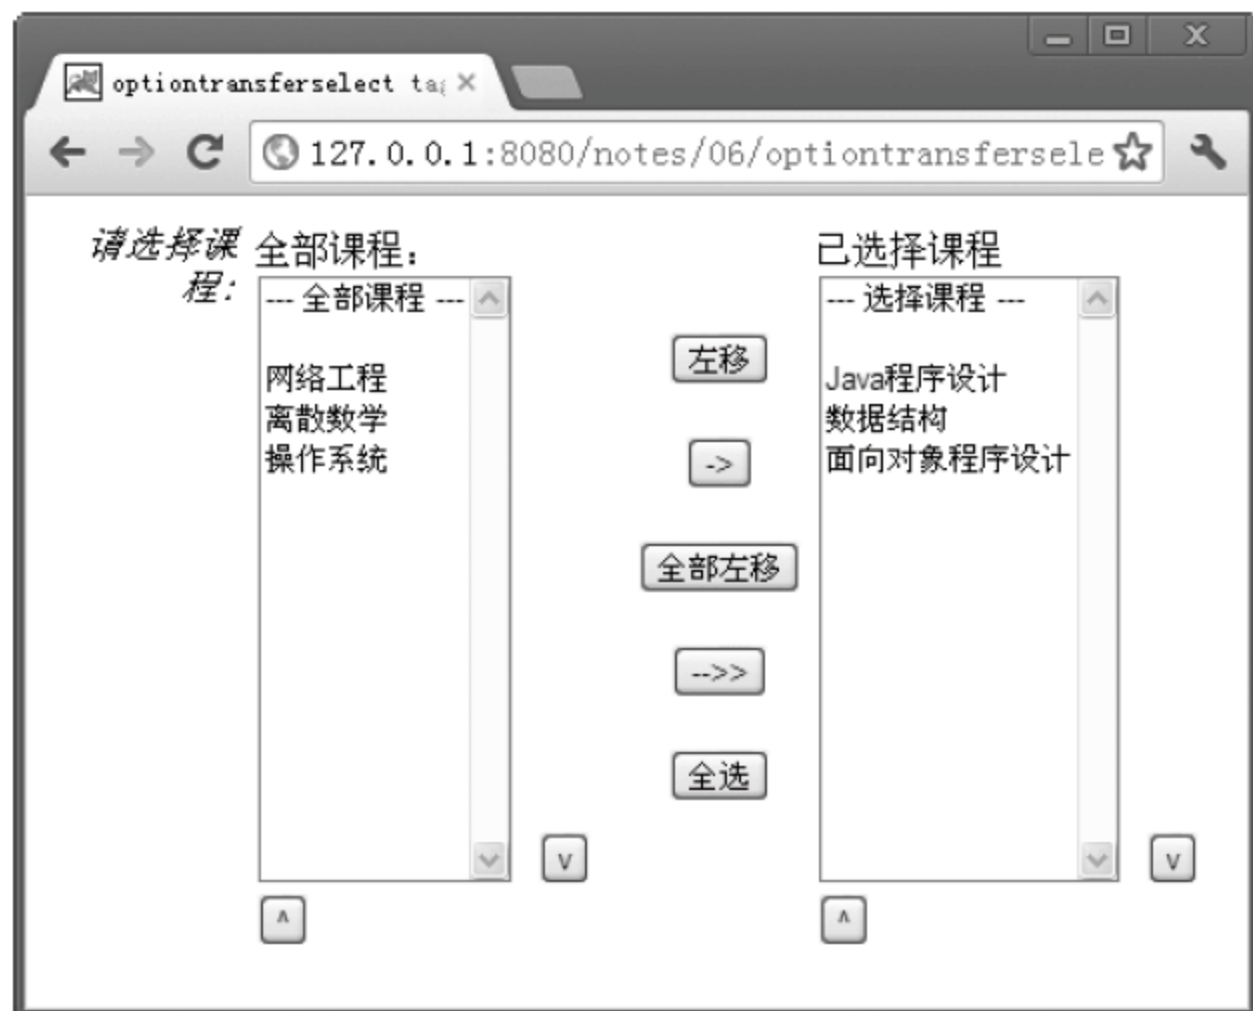 optiontransferselect ta
127.0.0.1:8080/notes/06/optiontransfersele
请选择课
程：
全部课程：
--- 全部课程 ---
网络工程
离散数学
操作系统
v
^
左移
->
全部左移
-->>
全选
已选择课程
--- 选择课程 ---
Java程序设计
数据结构
面向对象程序设计
v
^